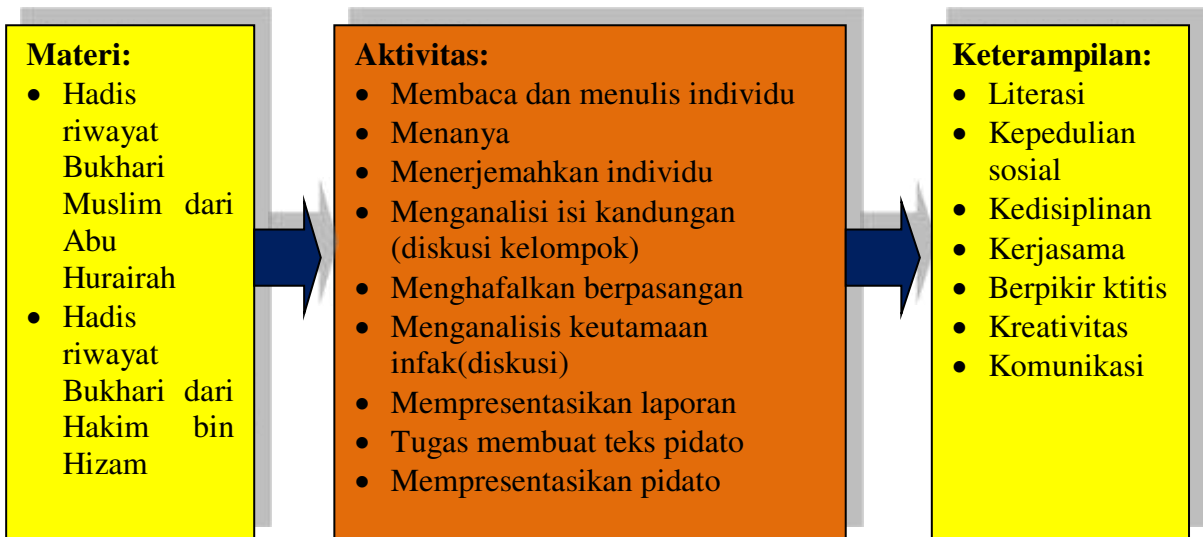 Materi:
• Hadis
riwayat
Bukhari
Muslim dari
Abu
Hurairah
• Hadis
riwayat
Bukhari dari
Hakim bin
Hizam
Aktivitas:
• Membaca dan menulis individu
• Menanya
• Menerjemahkan individu
• Menganalisi isi kandungan
(diskusi kelompok)
• Menghafalkan berpasangan
• Menganalisis keutamaan
infak(diskusi)
• Mempresentasikan laporan
• Tugas membuat teks pidato
• Mempresentasikan pidato
Keterampilan:
• Literasi
• Kepedulian
sosial
• Kedisiplinan
• Kerjasama
• Berpikir ktitis
• Kreativitas
• Komunikasi